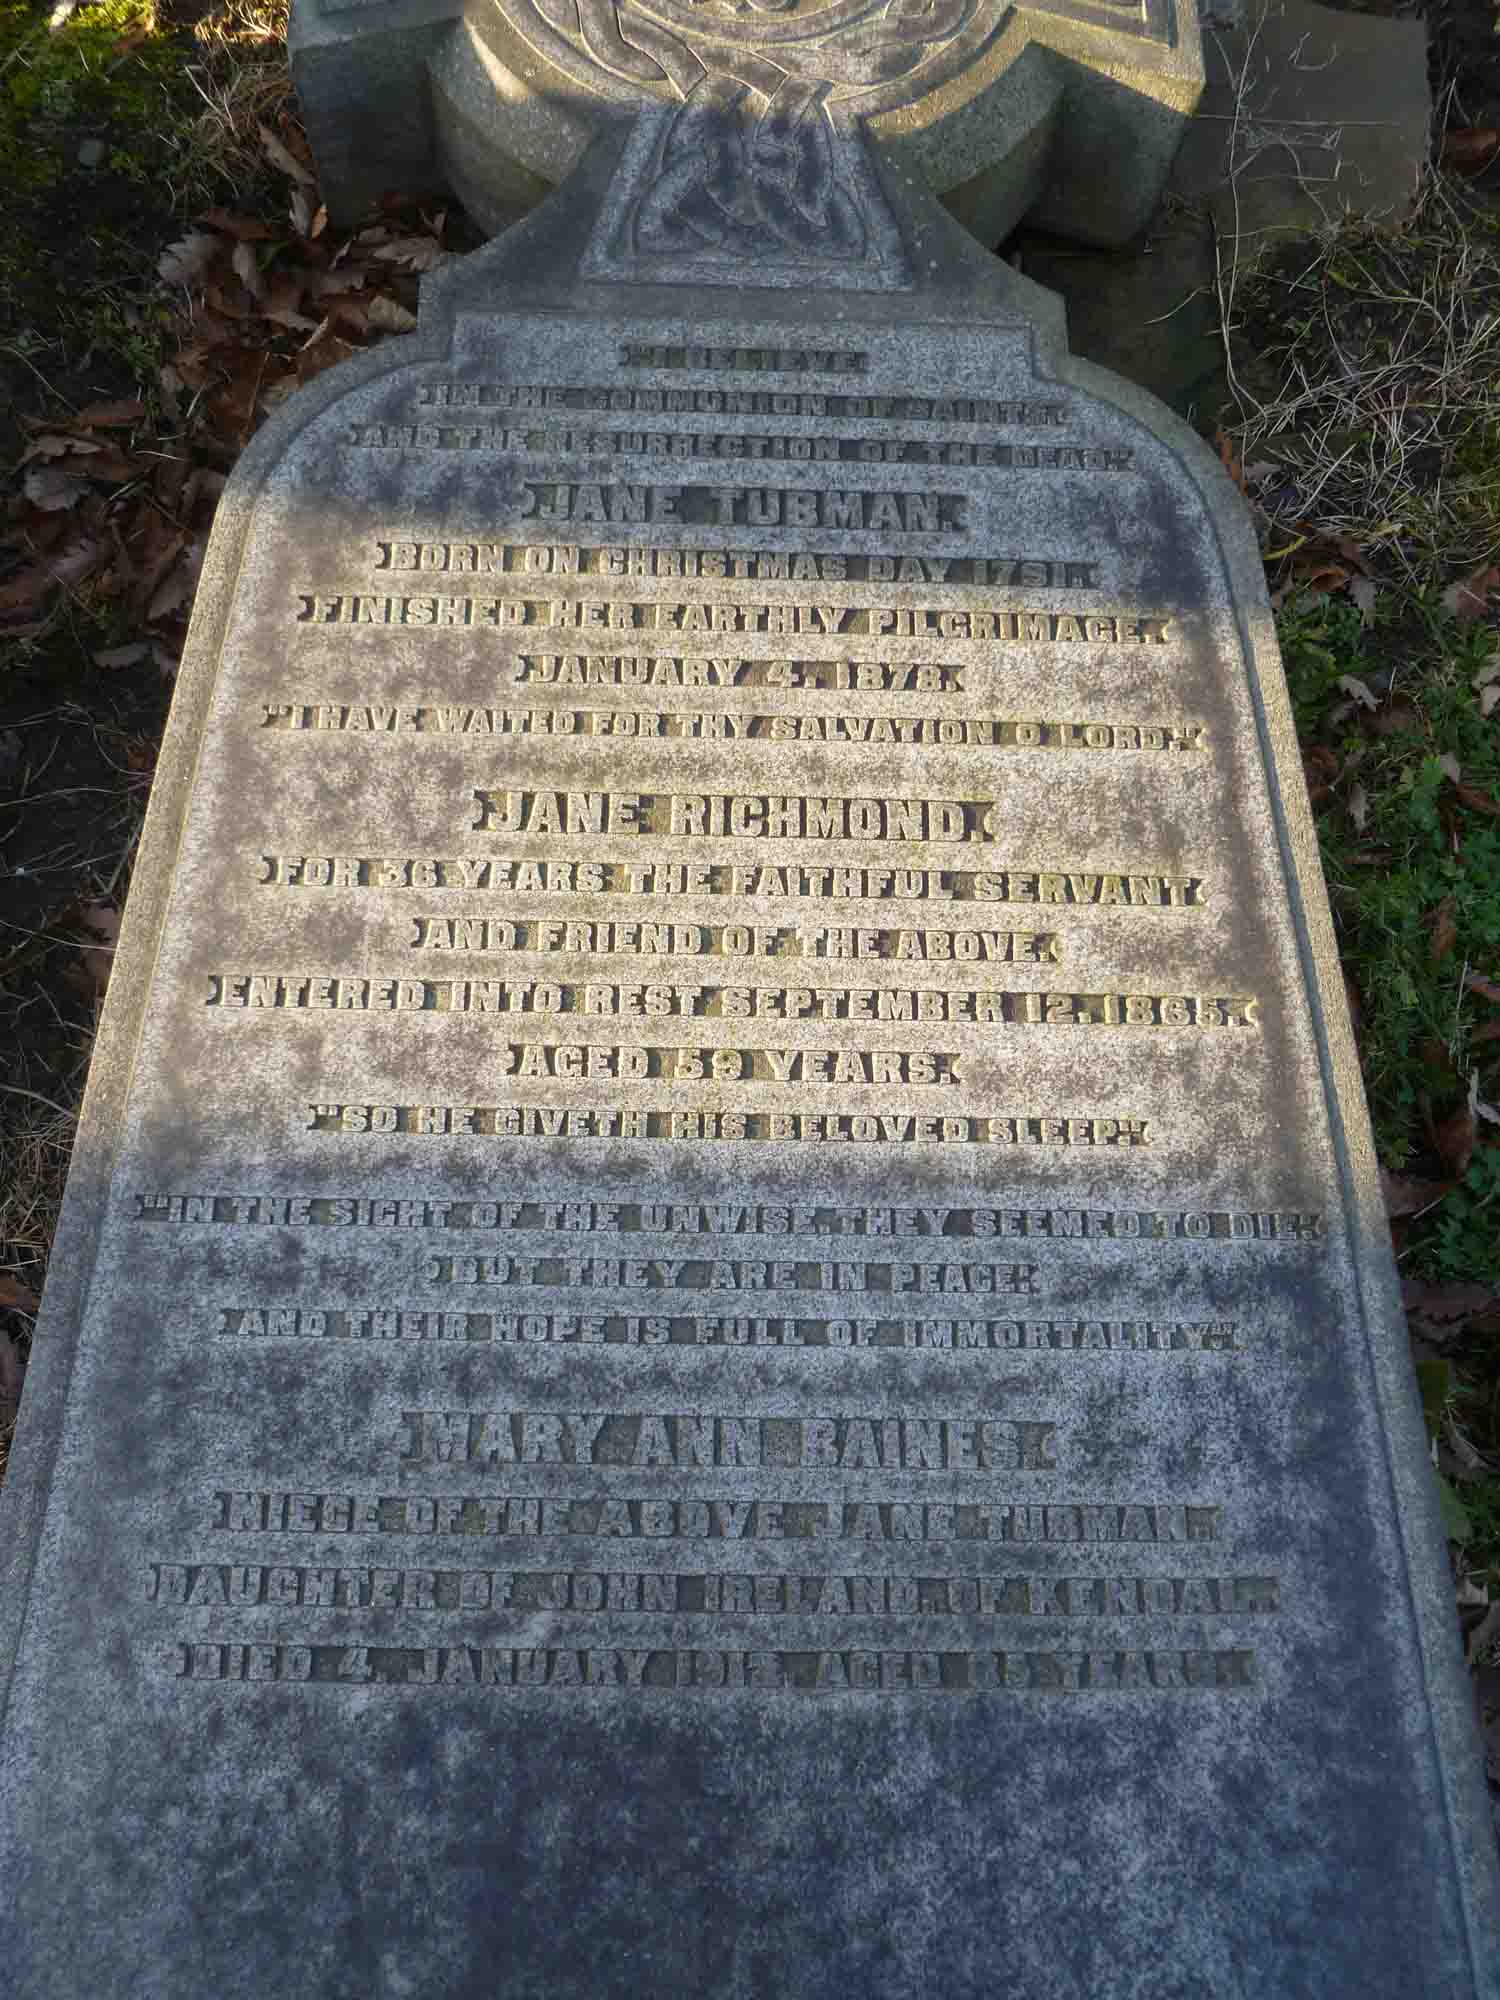 "I BELIEVE
IN THE COMMUNION OF SAINTS.
AND THE RESURRECTION OF THE DEAD."
JANE TUBMAN.
BORN ON CHRISTMAS DAY 1791.
FINISHED HER EARTHLY PILGRIMAGE.
JANUARY 4. 1878.
"I HAVE WAITED FOR THY SALVATION O LORD."
JANE RICHMOND.
FOR 36 YEARS THE FAITHFUL SERVANT
AND FRIEND OF THE ABOVE.
ENTERED INTO REST SEPTEMBER 12. 1865.
AGED 59 YEARS.
"SO HE GIVETH HIS BELOVED SLEEP."
"IN THE SIGHT OF THE UNWISE THEY SEEMED TO DIE:
BUT THEY ARE IN PEACE:
AND THEIR HOPE IS FULL OF IMMORTALITY."
MARY ANN BAINES.
NIECE OF THE ABOVE JANE TUBMAN.
DAUGHTER OF JOHN IRELAND, OF KENDAL.
DIED 4 JANUARY AGED YEARS.